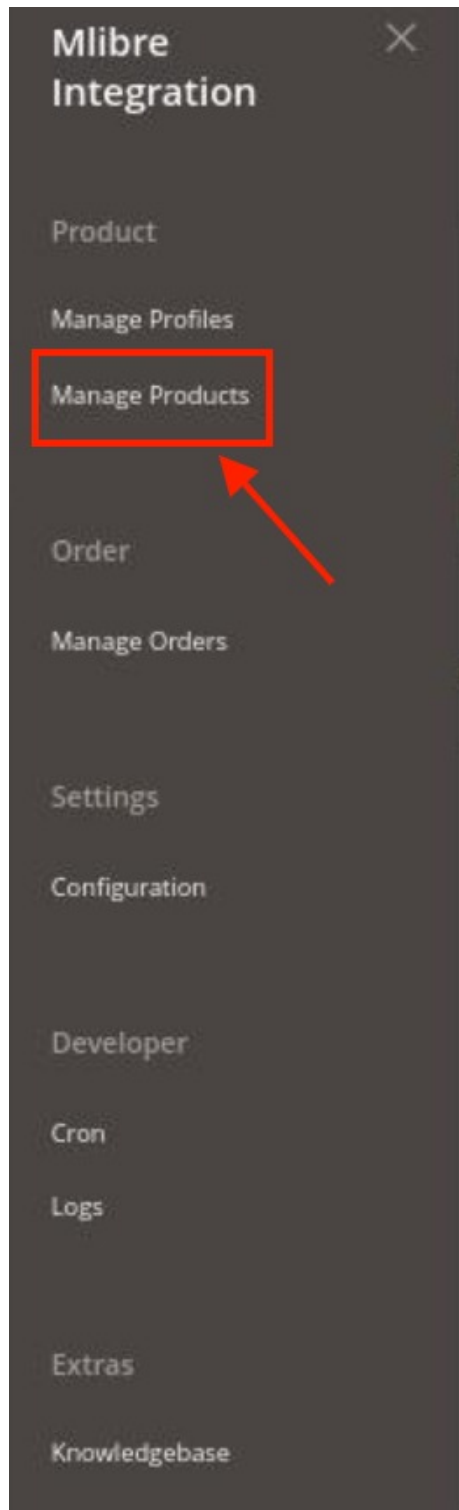 Mlibre
Integration
Product
Manage Profiles
Manage Products
Order
Manage Orders
Settings
Configuration
Developer
Cron
Logs
Extras
Knowledgebase